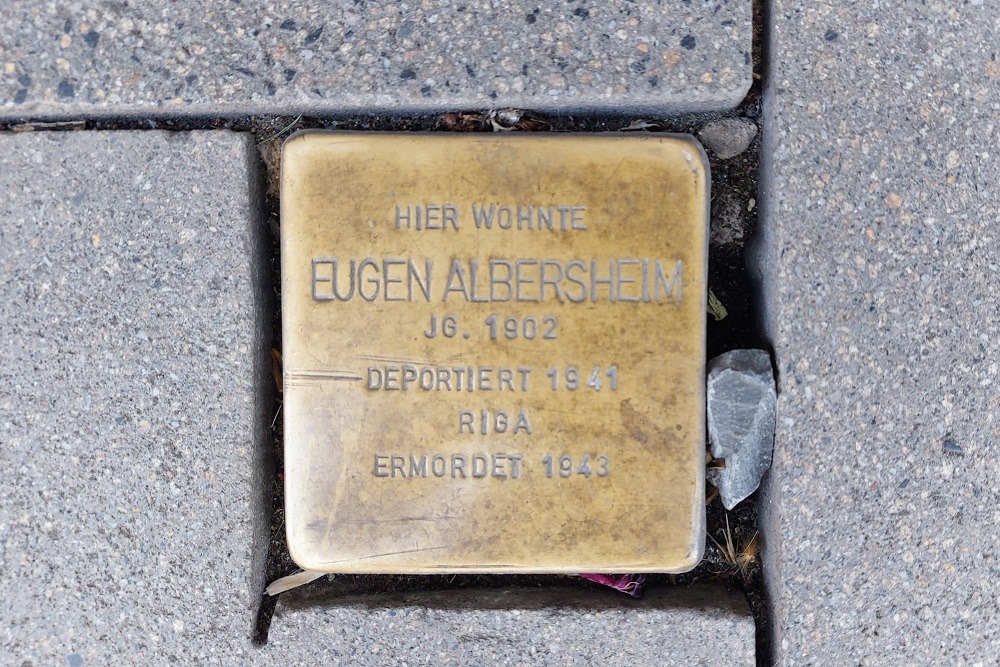 HIER WOHNTE
EUGEN ALBERSHEIM
JG. 1902
DEPORTIERT 1941
RIGA
ERMORDET 1943